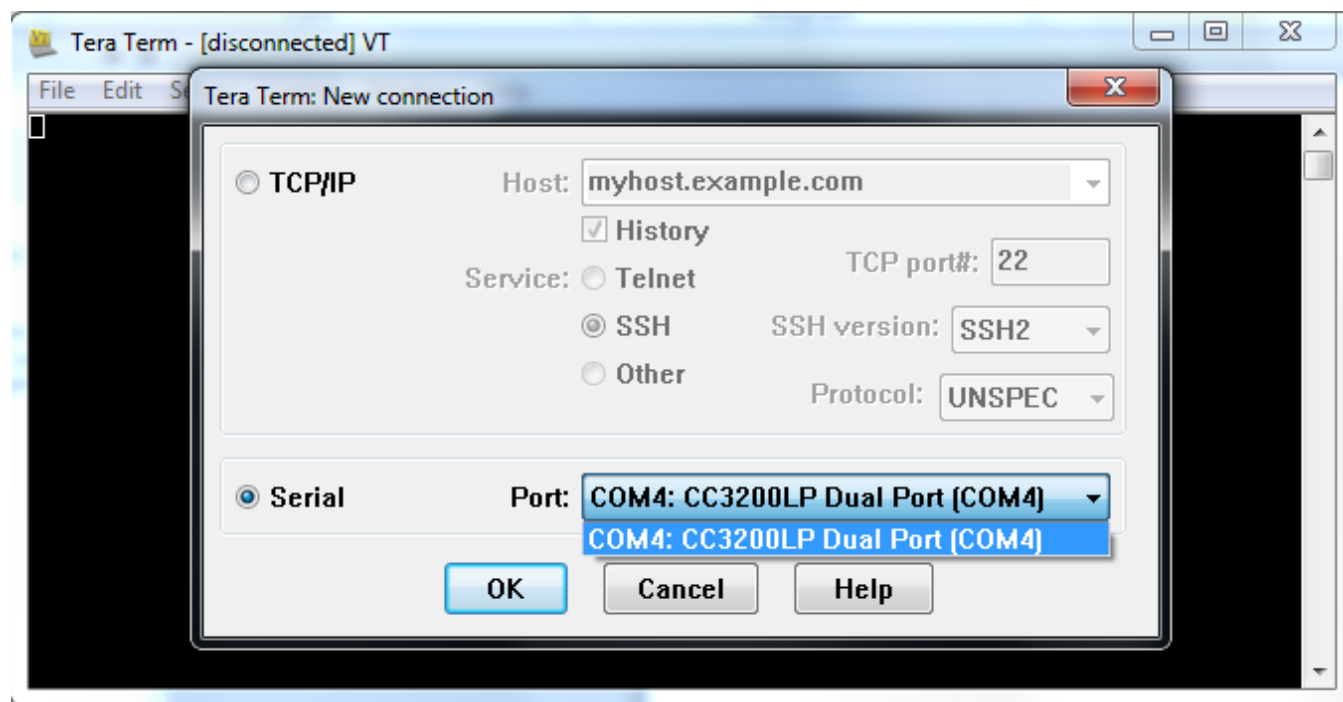 Tera Term - [disconnected] VT
File Edit
Tera Term: New connection
TCP/IP Host: myhost.example.com
History
Service: Telnet TCP port#: 22
SSH SSH version: SSH2
Other Protocol: UNSPEC
Serial Port: COM4: CC3200LP Dual Port (COM4)
COM4: CC3200LP Dual Port (COM4)
OK Cancel Help